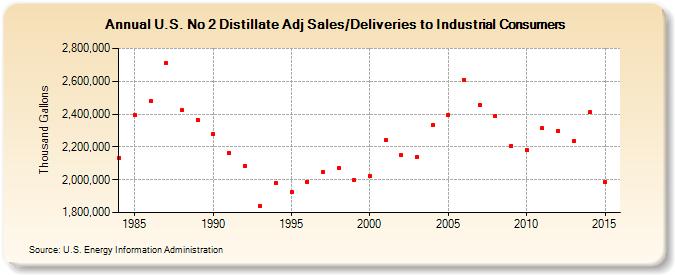 Annual U.S. No 2 Distillate Adj Sales/Deliveries to Industrial Consumers
Thousand Gallons
2,800,000
2,600,000
2,400,000
2,200,000
2,000,000
1,800,000
1985 1990 1995 2000 2005 2010 2015
Source: U.S. Energy Information Administration